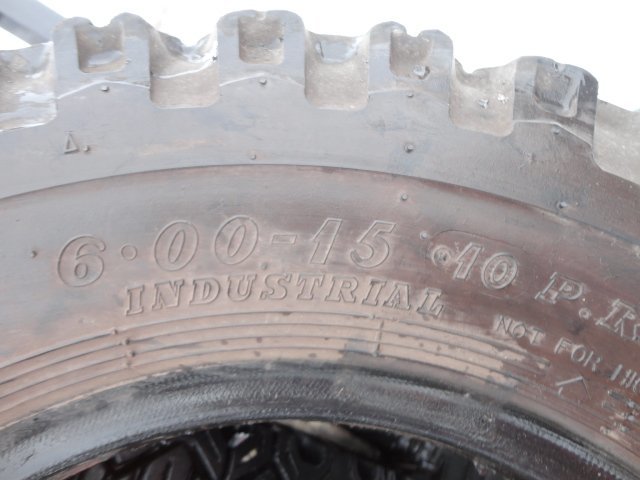 6·00-15 10 P.R.
INDUSTRIAL
NOT FOR